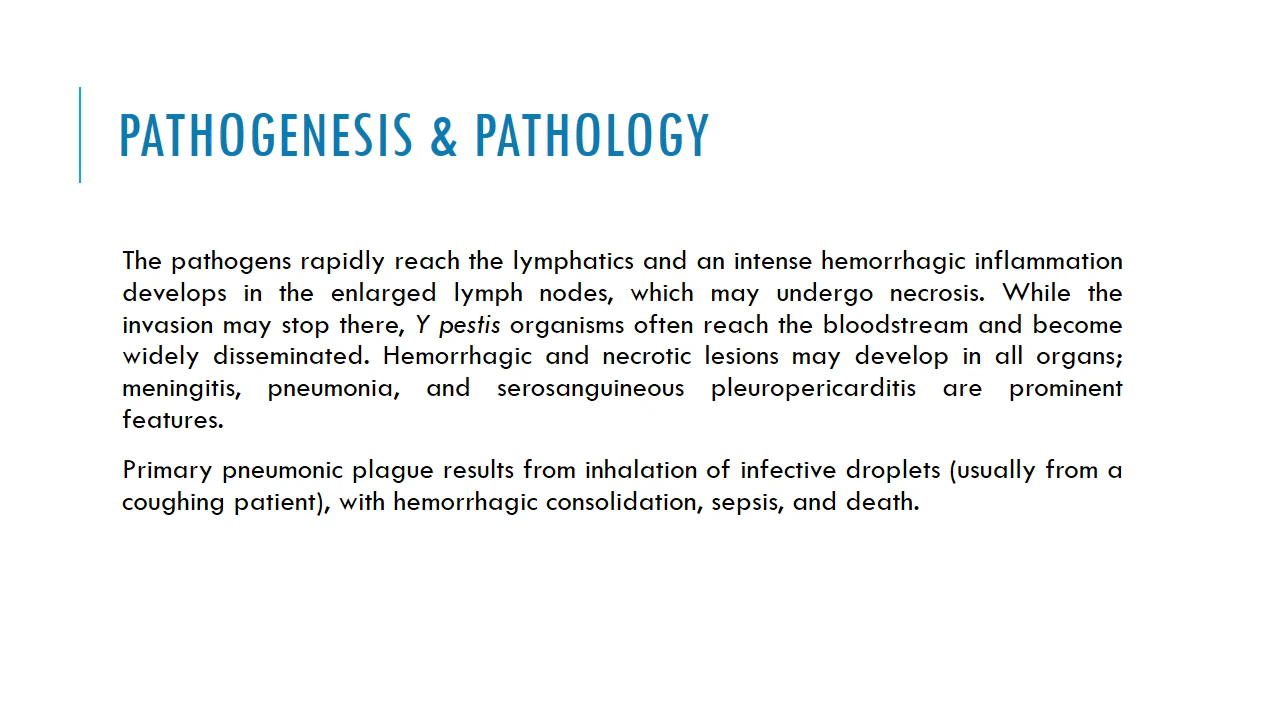 PATHOGENESIS & PATHOLOGY
The pathogens rapidly reach the lymphatics and an intense hemorrhagic inflammation
develops in the enlarged lymph nodes, which may undergo necrosis. While the
invasion may stop there, Y pestis organisms often reach the bloodstream and become
widely disseminated. Hemorrhagic and necrotic lesions may develop in all organs;
meningitis, pneumonia, and serosanguineous pleuropericarditis are prominent
features.
Primary pneumonic plague results from inhalation of infective droplets (usually from a
coughing patient), with hemorrhagic consolidation, sepsis, and death.